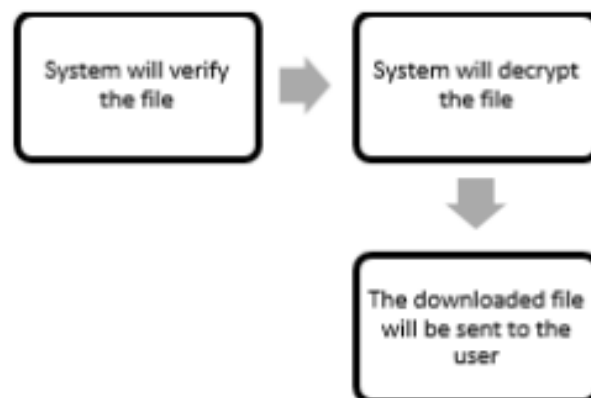 System will verify
the file
System will decrypt
the file
The downloaded file
will be sent to the
user